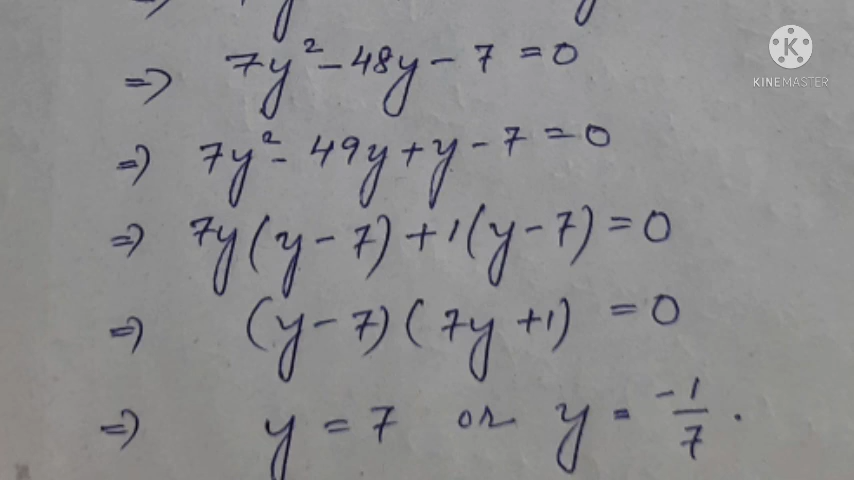 K
KINEMASTER
⇒ 7y² - 48y - 7 = 0
⇒ 7y² - 49y + y - 7 = 0
⇒ 7y(y - 7) + 1(y - 7) = 0
⇒ (y - 7)(7y + 1) = 0
⇒ y = 7 or y = -1/7.